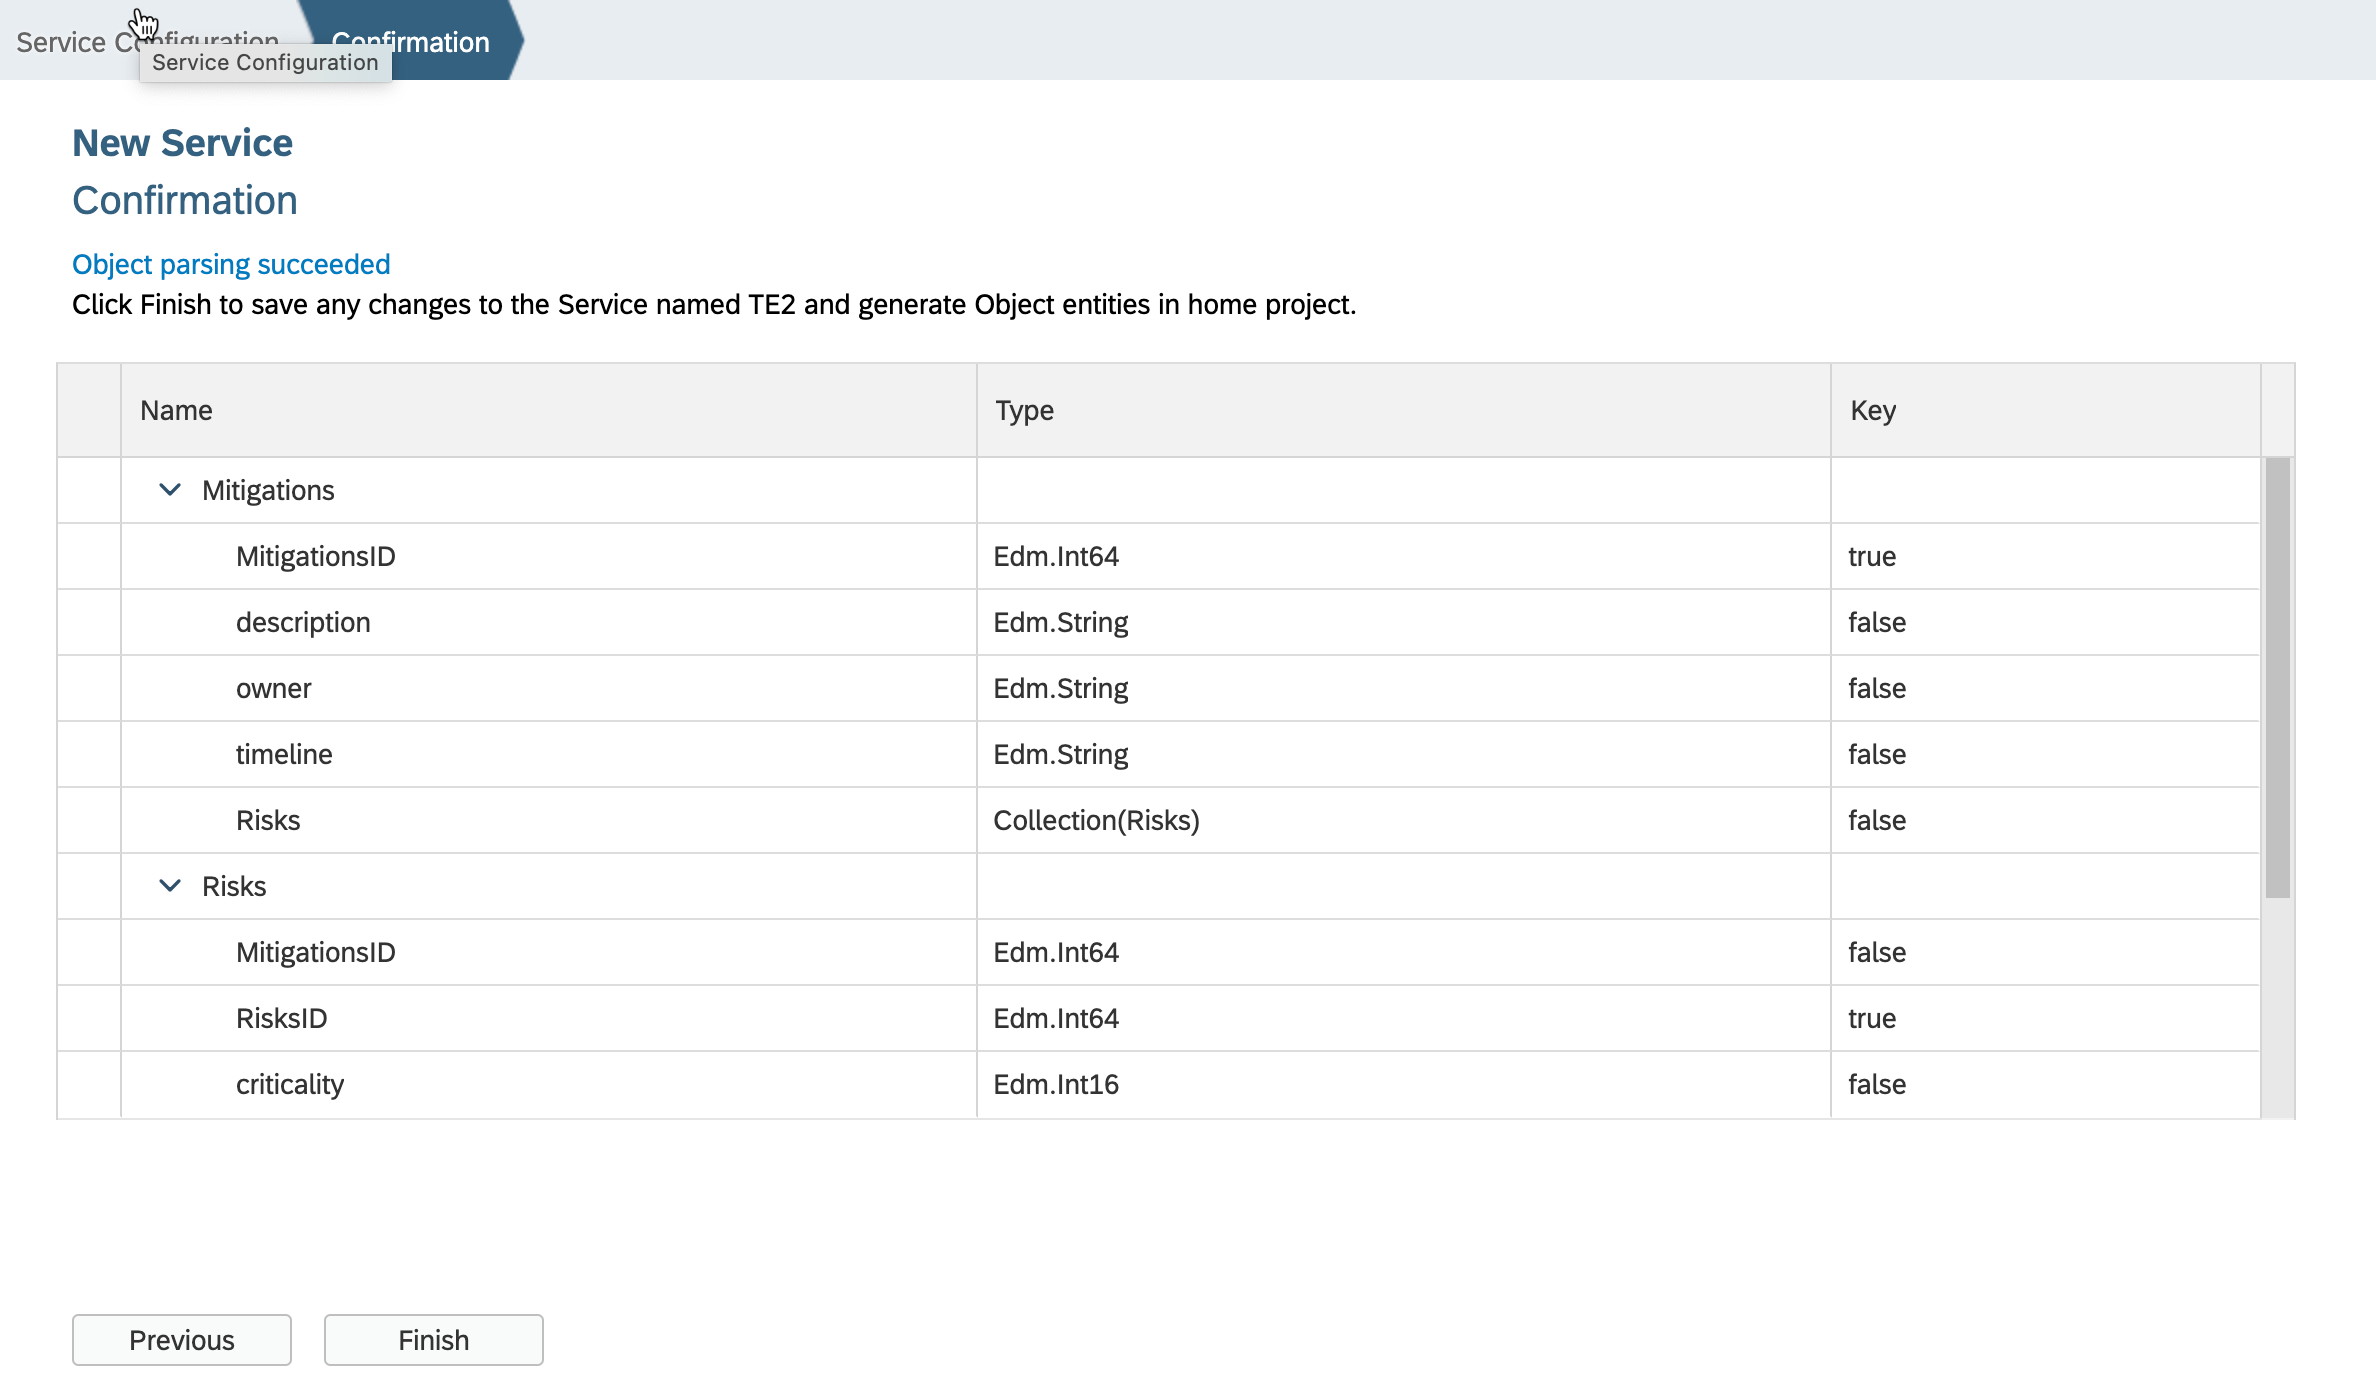 Service Configuration Confirmation
Service Configuration
New Service
Confirmation
Object parsing succeeded
Click Finish to save any changes to the Service named TE2 and generate Object entities in home project.
Name Type Key
Mitigations
MitigationsID Edm.Int64 true
description Edm.String false
owner Edm.String false
timeline Edm.String false
Risks Collection(Risks) false
Risks
MitigationsID Edm.Int64 false
RisksID Edm.Int64 true
criticality Edm.Int16 false
Previous Finish